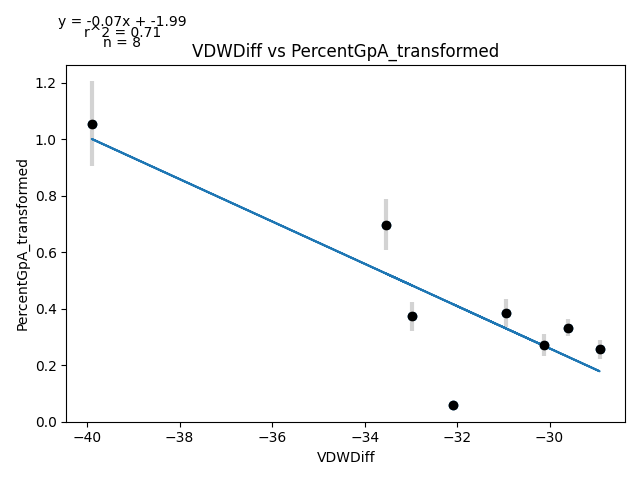 y = -0.07x + -1.99
r^2 = 0.71
n = 8
VDWDiff vs PercentGpA_transformed
PercentGpA_transformed
1.2
1.0
0.8
0.6
0.4
0.2
0.0
−40
−38
−36
−34
−32
−30
VDWDiff